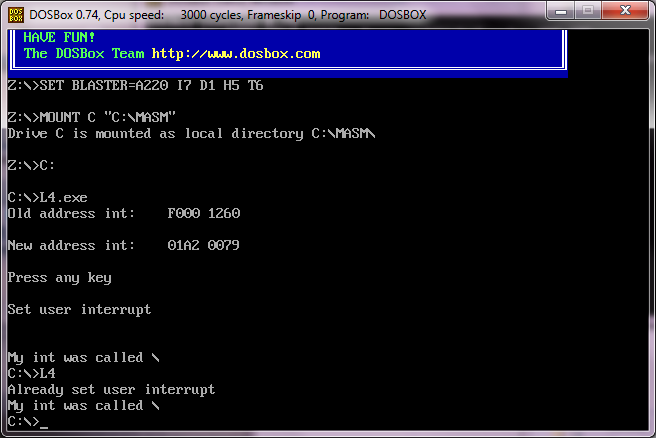 DOSBox 0.74, Cpu speed: 3000 cycles, Frameskip 0, Program: DOSBOX
HAVE FUN!
The DOSBox Team http://www.dosbox.com
Z:\>SET BLASTER=A220 I7 D1 H5 T6
Z:\>MOUNT C "C:\MASM"
Drive C is mounted as local directory C:\MASM\
Z:\>C:
C:\>L4.exe
Old address int: F000 1260
New address int: 01A2 0079
Press any key
Set user interrupt
My int was called \
C:\>L4
Already set user interrupt
My int was called \
C:\>_